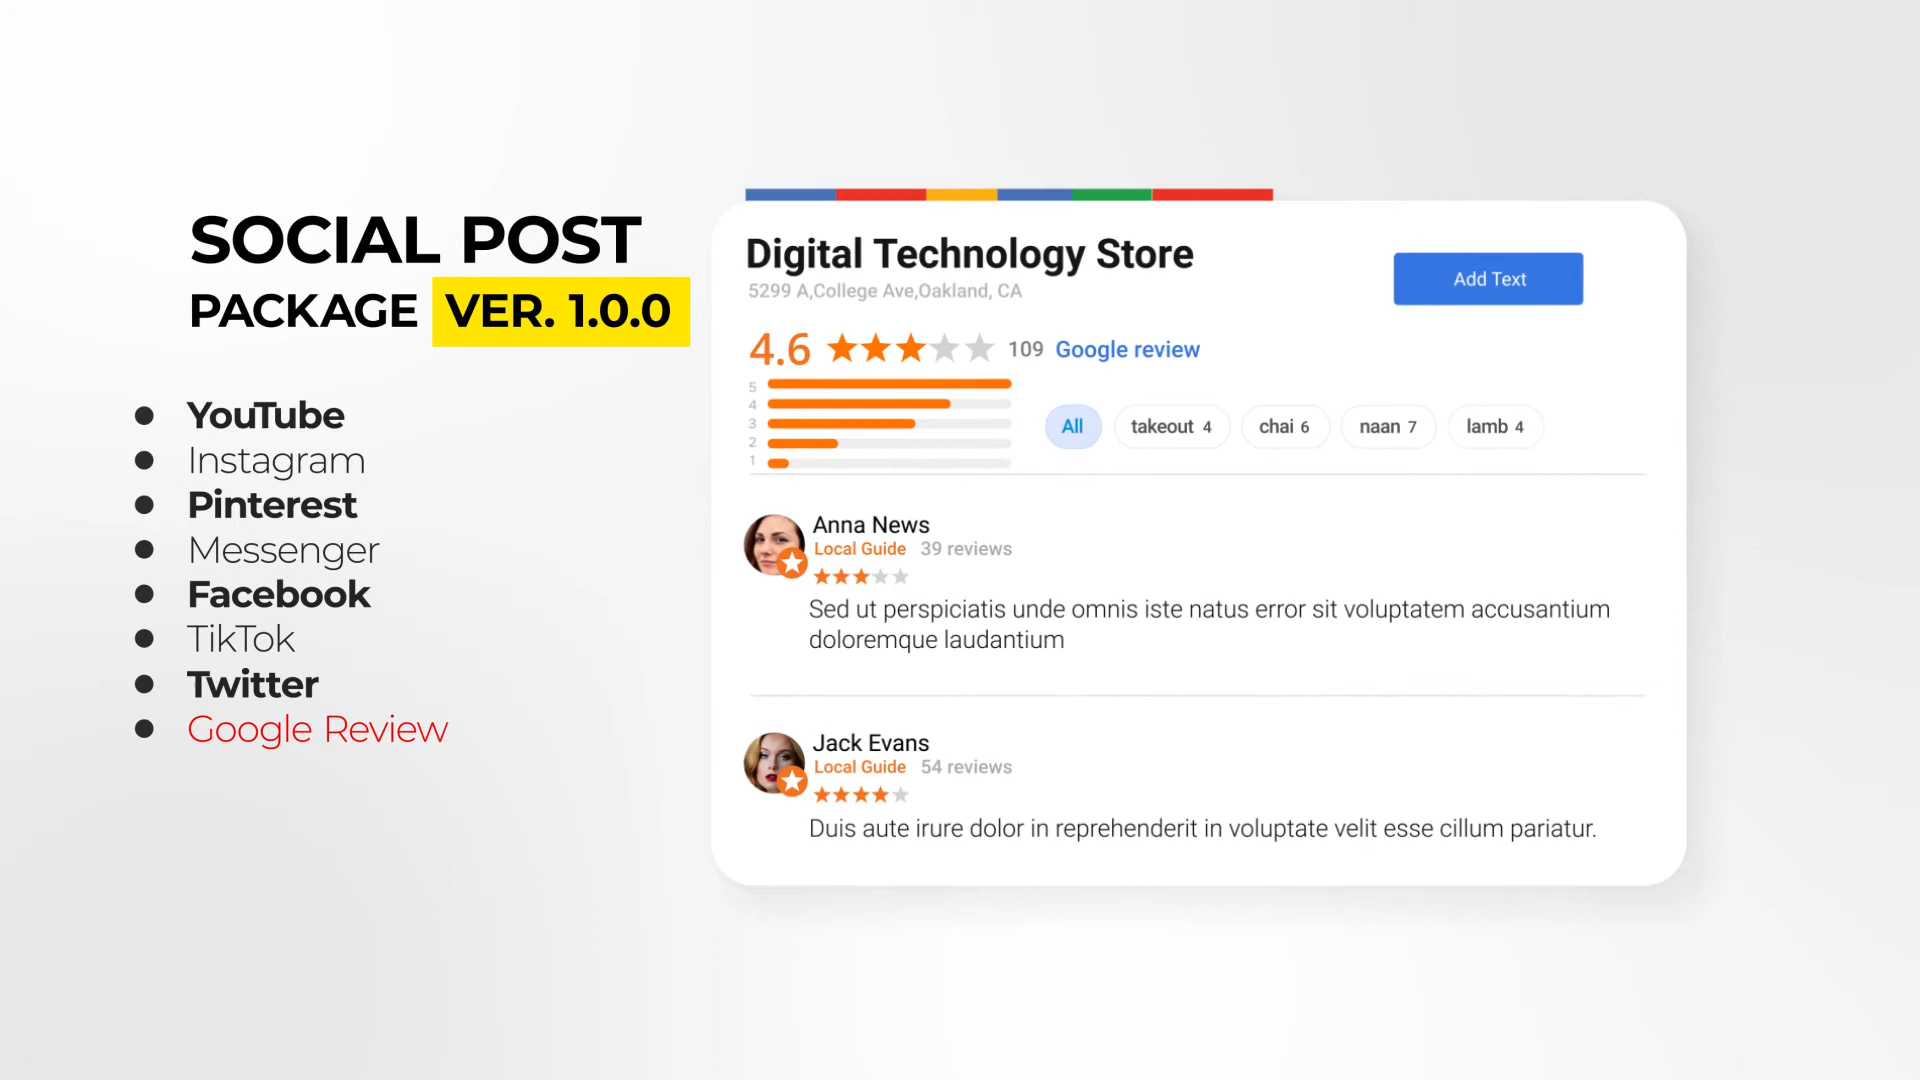 SOCIAL POST
PACKAGE VER. 1.0.0
YouTube
Instagram
Pinterest
Messenger
Facebook
TikTok
Twitter
Google Review
Digital Technology Store
5299 A,College Ave,Oakland, CA
Add Text
4.6 109 Google review
5
4
3
2
1
All takeout 4 chai 6 naan 7 lamb 4
Anna News
Local Guide 39 reviews
Sed ut perspiciatis unde omnis iste natus error sit voluptatem accusantium
doloremque laudantium
Jack Evans
Local Guide 54 reviews
Duis aute irure dolor in reprehenderit in voluptate velit esse cillum pariatur.